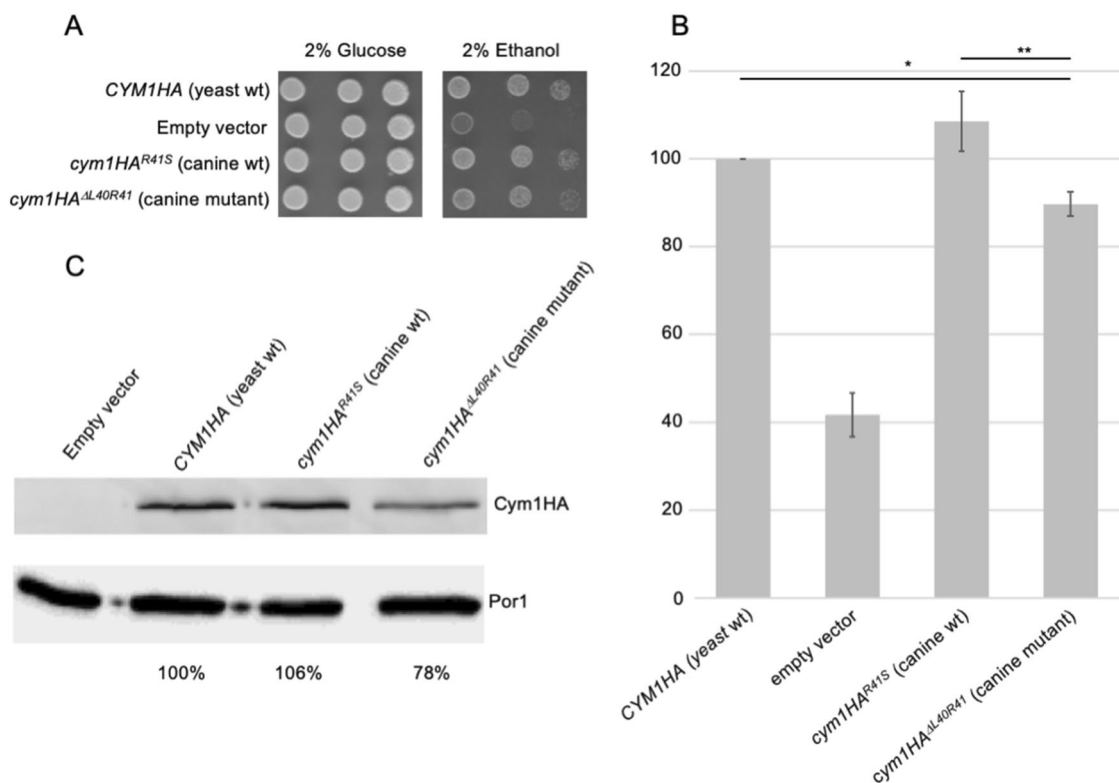 A
2% Glucose
2% Ethanol
CYM1HA (yeast wt)
Empty vector
cym1HA^R41S (canine wt)
cym1HA^ΔL40R41 (canine mutant)
B
**
*
120
100
80
60
40
20
0
CYM1HA (yeast wt)
empty vector
cym1HA^R41S (canine wt)
cym1HA^ΔL40R41 (canine mutant)
C
Empty vector
CYM1HA (yeast wt)
cym1HA^R41S (canine wt)
cym1HA^ΔL40R41 (canine mutant)
Cym1HA
Por1
100%
106%
78%